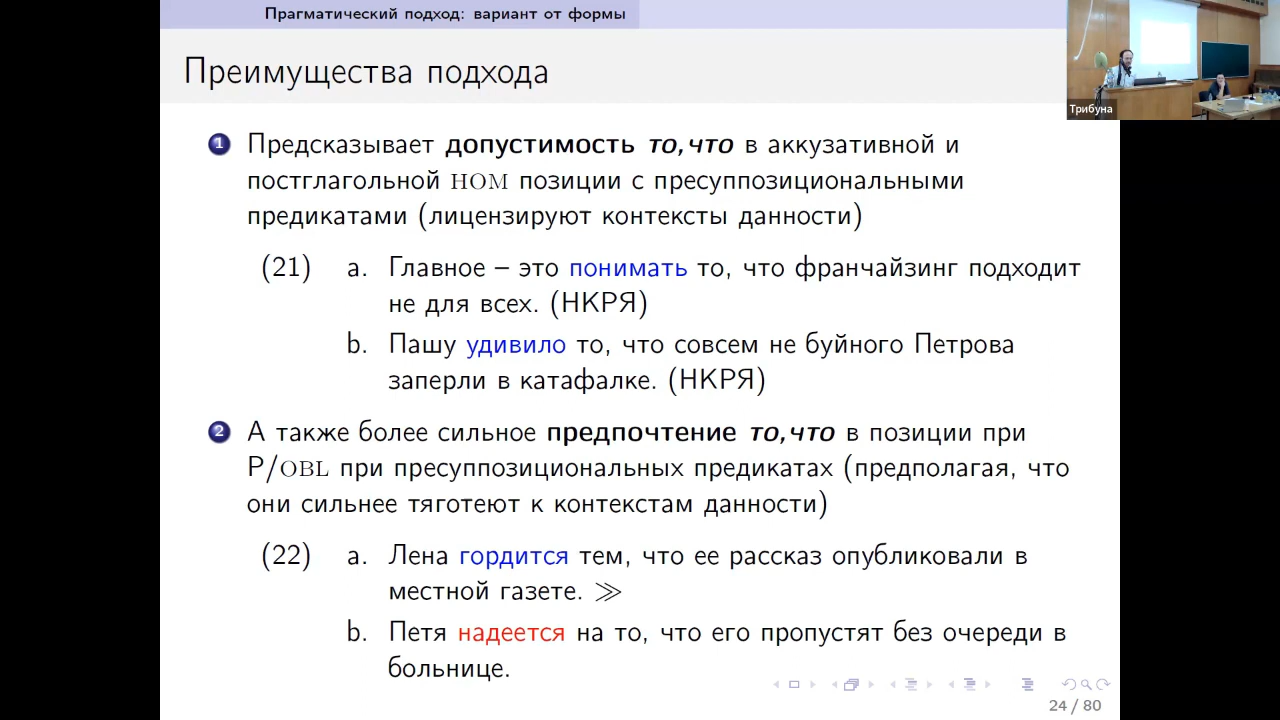 Прагматический подход: вариант от формы
Преимущества подхода
Трибуна
1 Предсказывает допустимость то, что в аккузативной и
постглагольной НОМ позиции с пресуппозициональными
предикатами (лицензируют контексты данности)
(21) a. Главное – это понимать то, что франчайзинг подходит
не для всех. (НКРЯ)
b. Пашу удивило то, что совсем не буйного Петрова
заперли в катафалке. (НКРЯ)
2 А также более сильное предпочтение то, что в позиции при
P/OBL при пресуппозициональных предикатах (предполагая, что
они сильнее тяготеют к контекстам данности)
(22) a. Лена гордится тем, что ее рассказ опубликовали в
местной газете. ≫
b. Петя надеется на то, что его пропустят без очереди в
больнице.
24 / 80